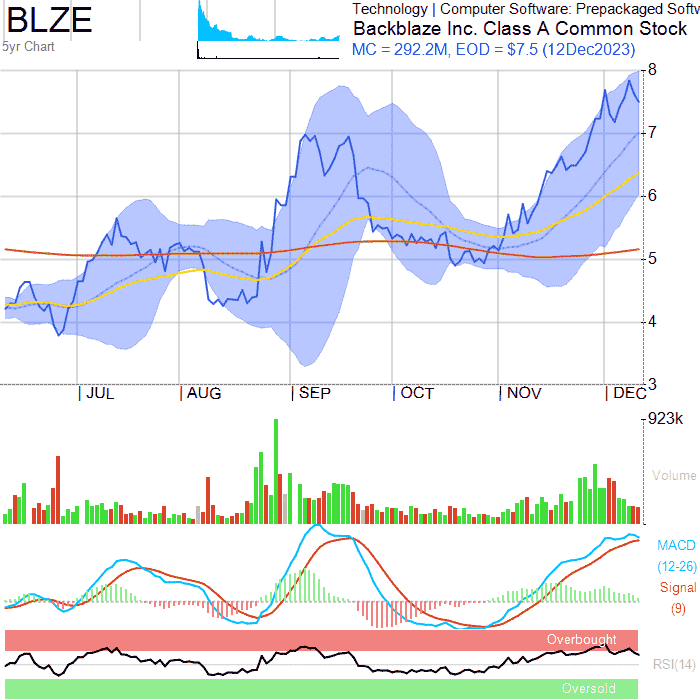 BLZE
5yr Chart
Technology | Computer Software: Prepackaged Softw
Backblaze Inc. Class A Common Stock
MC = 292.2M, EOD = $7.5 (12Dec2023)
8
7
6
5
4
3
| JUL
| AUG
| SEP
| OCT
| NOV
| DEC
923k
Volume
MACD
(12-26)
Signal
(9)
Overbought
RSI(14)
Oversold